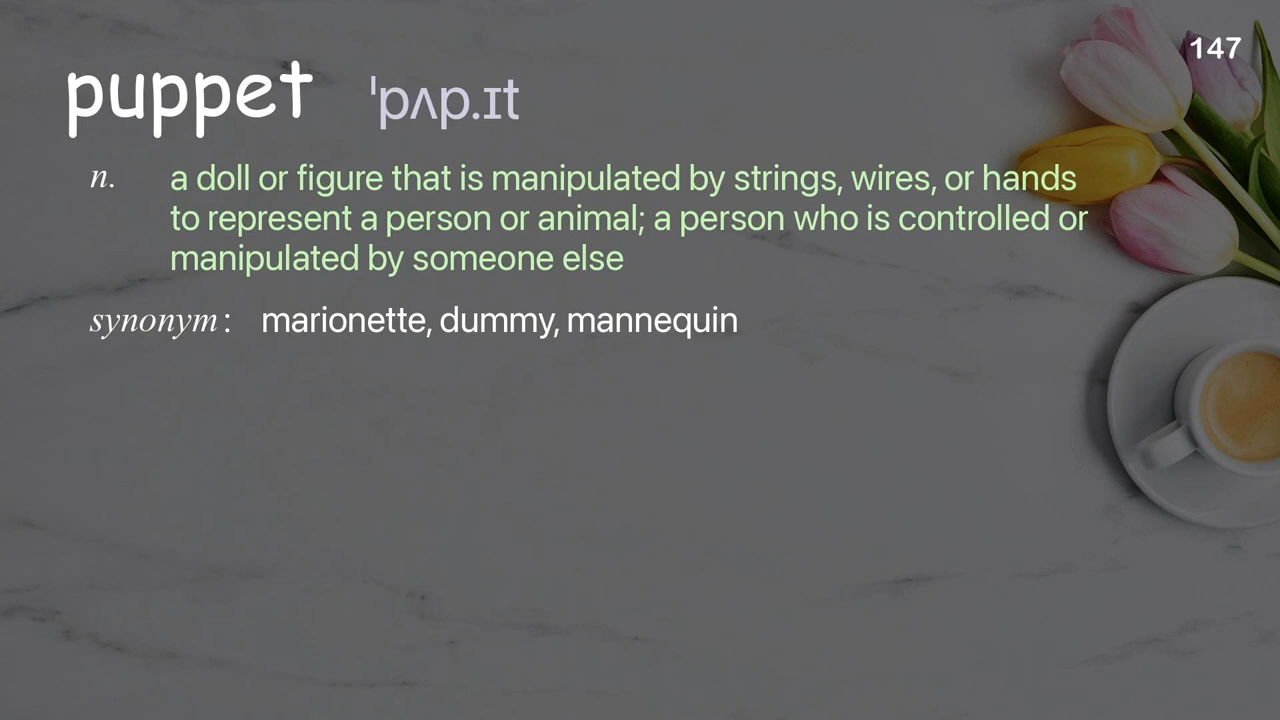 147
puppet ˈpʌp.ɪt
n. a doll or figure that is manipulated by strings, wires, or hands
to represent a person or animal; a person who is controlled or
manipulated by someone else
synonym: marionette, dummy, mannequin